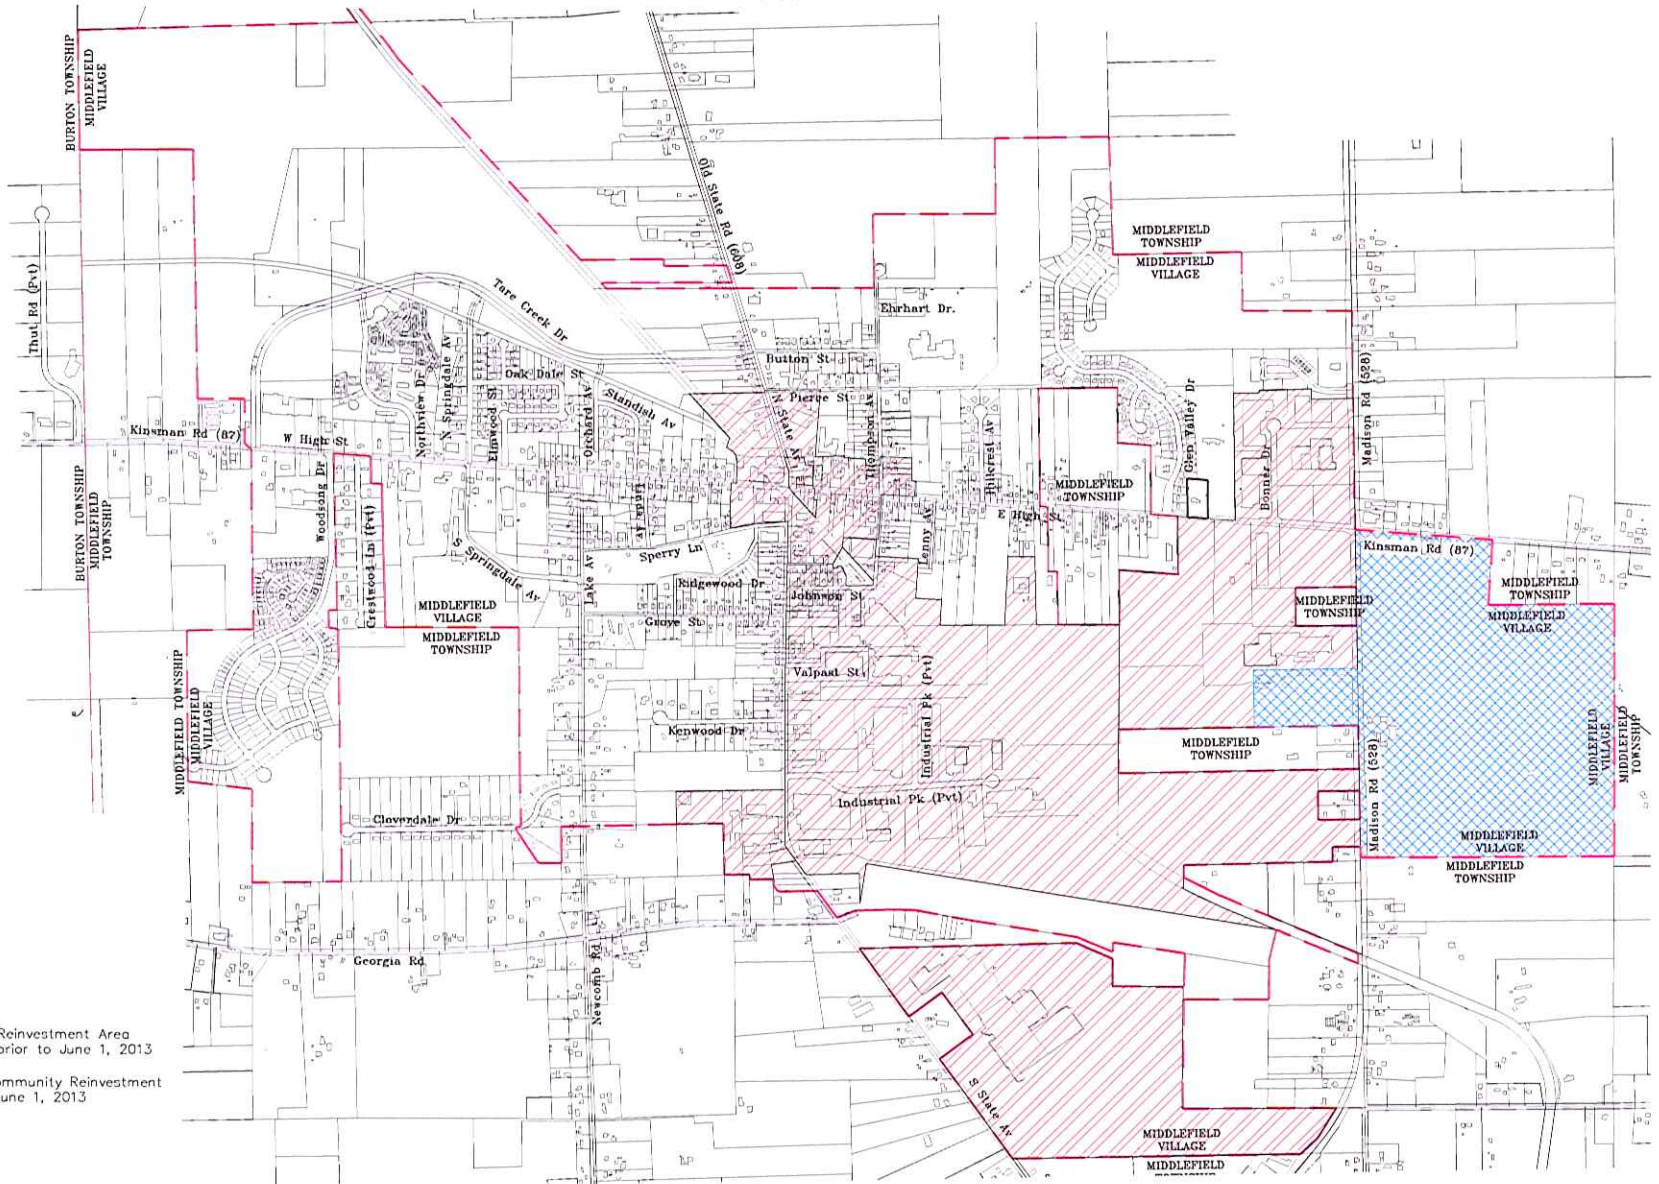 BURTON TOWNSHIP
MIDDLEFIELD
VILLAGE
Thut Rd (Pvt)
Old State Rd (608)
Tare Creek Dr
MIDDLEFIELD
TOWNSHIP
MIDDLEFIELD
VILLAGE
Ehrhart Dr.
Button St
Pierce St
Oak Dale St
Standish Av
Northview Dr
N Springdale Av
Elmwood St
Orchard Av
N State Av
Thompson Av
Hillcrest Av
Glen Valley Dr
Bonner Dr
Madison Rd (528)
Kinsman Rd (87)
W High St
Woodsong Dr
Crestwood Ln (Pvt)
BURTON TOWNSHIP
MIDDLEFIELD
TOWNSHIP
MIDDLEFIELD
TOWNSHIP
E High St
Lenny Av
Sperry Ln
S Springdale Av
Lake Av
Ridgewood Dr
Johnson St
Grove St
Kinsman Rd (87)
MIDDLEFIELD
TOWNSHIP
MIDDLEFIELD
VILLAGE
MIDDLEFIELD
TOWNSHIP
MIDDLEFIELD
VILLAGE
MIDDLEFIELD
TOWNSHIP
MIDDLEFIELD TOWNSHIP
MIDDLEFIELD
VILLAGE
Valpast St
Kenwood Dr
Industrial Pk (Pvt)
Industrial Pk (Pvt)
MIDDLEFIELD
TOWNSHIP
Madison Rd (528)
MIDDLEFIELD
VILLAGE
MIDDLEFIELD
TOWNSHIP
Cloverdale Dr
MIDDLEFIELD
VILLAGE
MIDDLEFIELD
TOWNSHIP
Georgia Rd
Newcomb Rd
S State Av
Reinvestment Area
prior to June 1, 2013
ommunity Reinvestment
une 1, 2013
MIDDLEFIELD
VILLAGE
MIDDLEFIELD